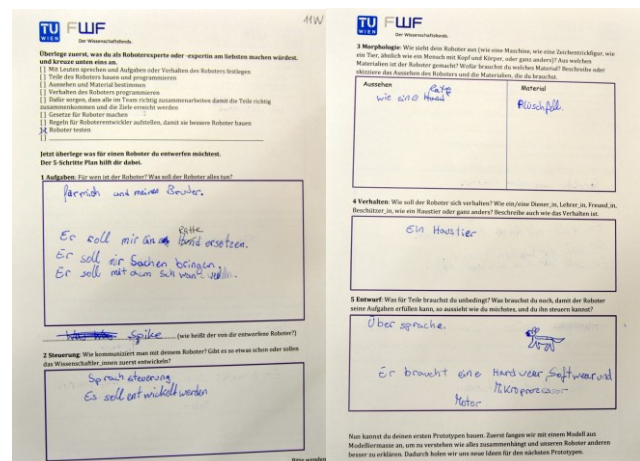 11W
TU WIEN
FWF
Der Wissenschaftsfonds.
Überlege zuerst, was du als Roboterexperte oder -expertin am liebsten machen würdest.
und kreuze unten eins an.
[ ] Mit Leuten sprechen und Aufgaben oder Verhalten des Roboters festlegen
[ ] Teile des Roboters bauen und programmieren
[ ] Aussehen und Material bestimmen
[ ] Verhalten des Roboters programmieren
[ ] Dafür sorgen, dass alle im Team richtig zusammenarbeiten damit die Teile richtig
zusammenkommen und die Ziele erreicht werden
[ ] Gesetze für Roboter machen
[ ] Regeln für Roboterentwickler aufstellen, damit sie bessere Roboter bauen
[x] Roboter testen
[ ]
Jetzt überlege was für einen Roboter du entwerfen möchtest.
Der 5-Schritte Plan hilft dir dabei.
1 Aufgaben: Für wen ist der Roboter? Was soll der Roboter alles tun?
für mich und meinen Bruder.
Ratte
Er soll mir eine Hund ersetzen.
Er soll mir Sachen bringen.
Er soll mit dem Schwanz
Spike (wie heißt der von dir entworfene Roboter?)
2 Steuerung: Wie kommuniziert man mit deinem Roboter? Gibt es so etwas schon oder sollen
das Wissenschaftler_innen zuerst entwickeln?
Sprachsteuerung
Es soll entwickelt werden
Bitte wenden
TU WIEN
FWF
Der Wissenschaftsfonds.
3 Morphologie: Wie sieht dein Roboter aus (wie eine Maschine, wie eine Zeichentrickfigur, wie
ein Tier, ähnlich wie ein Mensch mit Kopf und Körper, oder ganz anders)? Aus welchen
Materialien ist der Roboter gemacht? Wofür brauchst du welches Material? Beschreibe oder
skizziere das Aussehen des Roboters und die Materialien, die du brauchst.
Aussehen
Material
wie eine Hund
Plüschfell.
4 Verhalten: Wie soll der Roboter sich verhalten? Wie ein/eine Diener_in, Lehrer_in, Freund_in,
Beschützer_in, wie ein Haustier oder ganz anders? Beschreibe auch wie das Verhalten ist.
Ein Haustier
5 Entwurf: Was für Teile brauchst du unbedingt? Was brauchst du noch, damit der Roboter
seine Aufgaben erfüllen kann, so aussieht wie du möchtest, und du ihn steuern kannst?
Über sprache.
Er braucht eine Hardwear, Softwear und
Mikroprozessor
Motor
Nun kannst du deinen ersten Prototypen bauen. Zuerst fangen wir mit einem Modell aus
Modelliermasse an, um zu verstehen wie alles zusammenhängt und unseren Roboter anderen
besser zu erklären. Dadurch holen wir uns neue Ideen für den nächsten Prototypen.